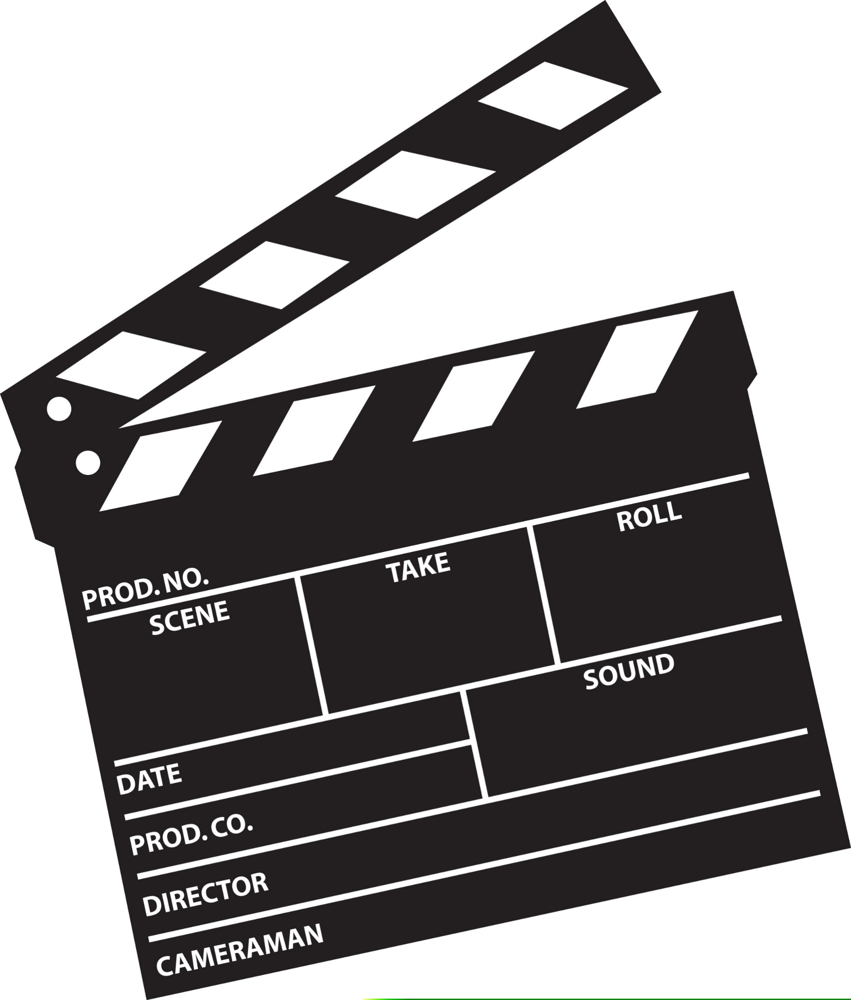 PROD.NO.
SCENE
TAKE
ROLL
SOUND
DATE
PROD.CO.
DIRECTOR
CAMERAMAN